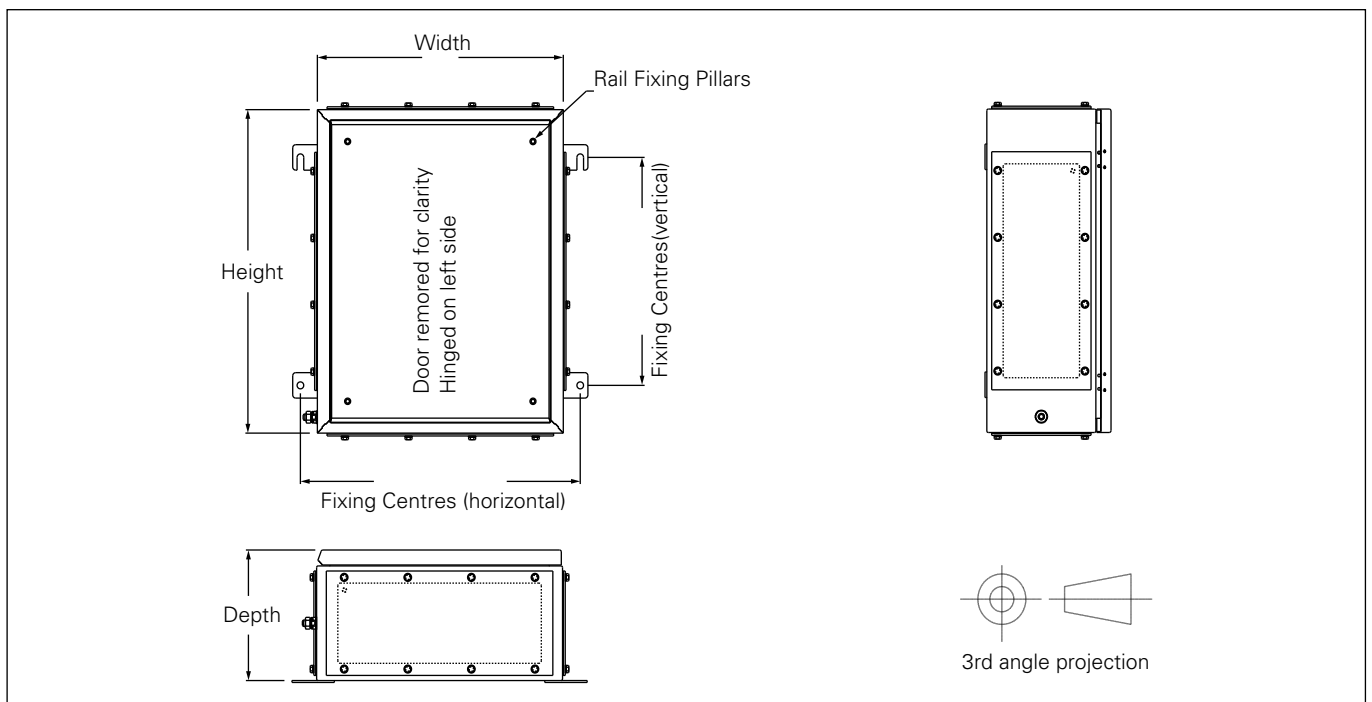 Width
Rail Fixing Pillars
Height
Door remored for clarity
Hinged on left side
Fixing Centres(vertical)
Fixing Centres (horizontal)
Depth
3rd angle projection